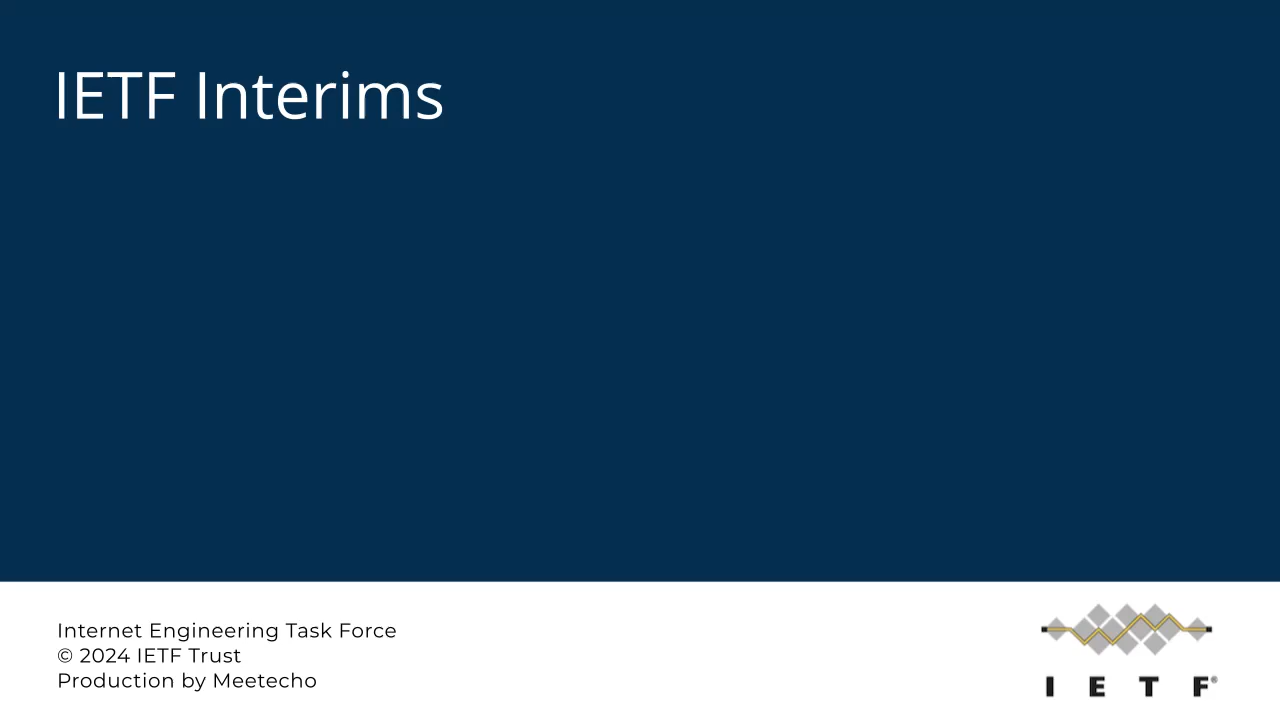 IETF Interims
Internet Engineering Task Force
© 2024 IETF Trust
Production by Meetecho
I E T F®